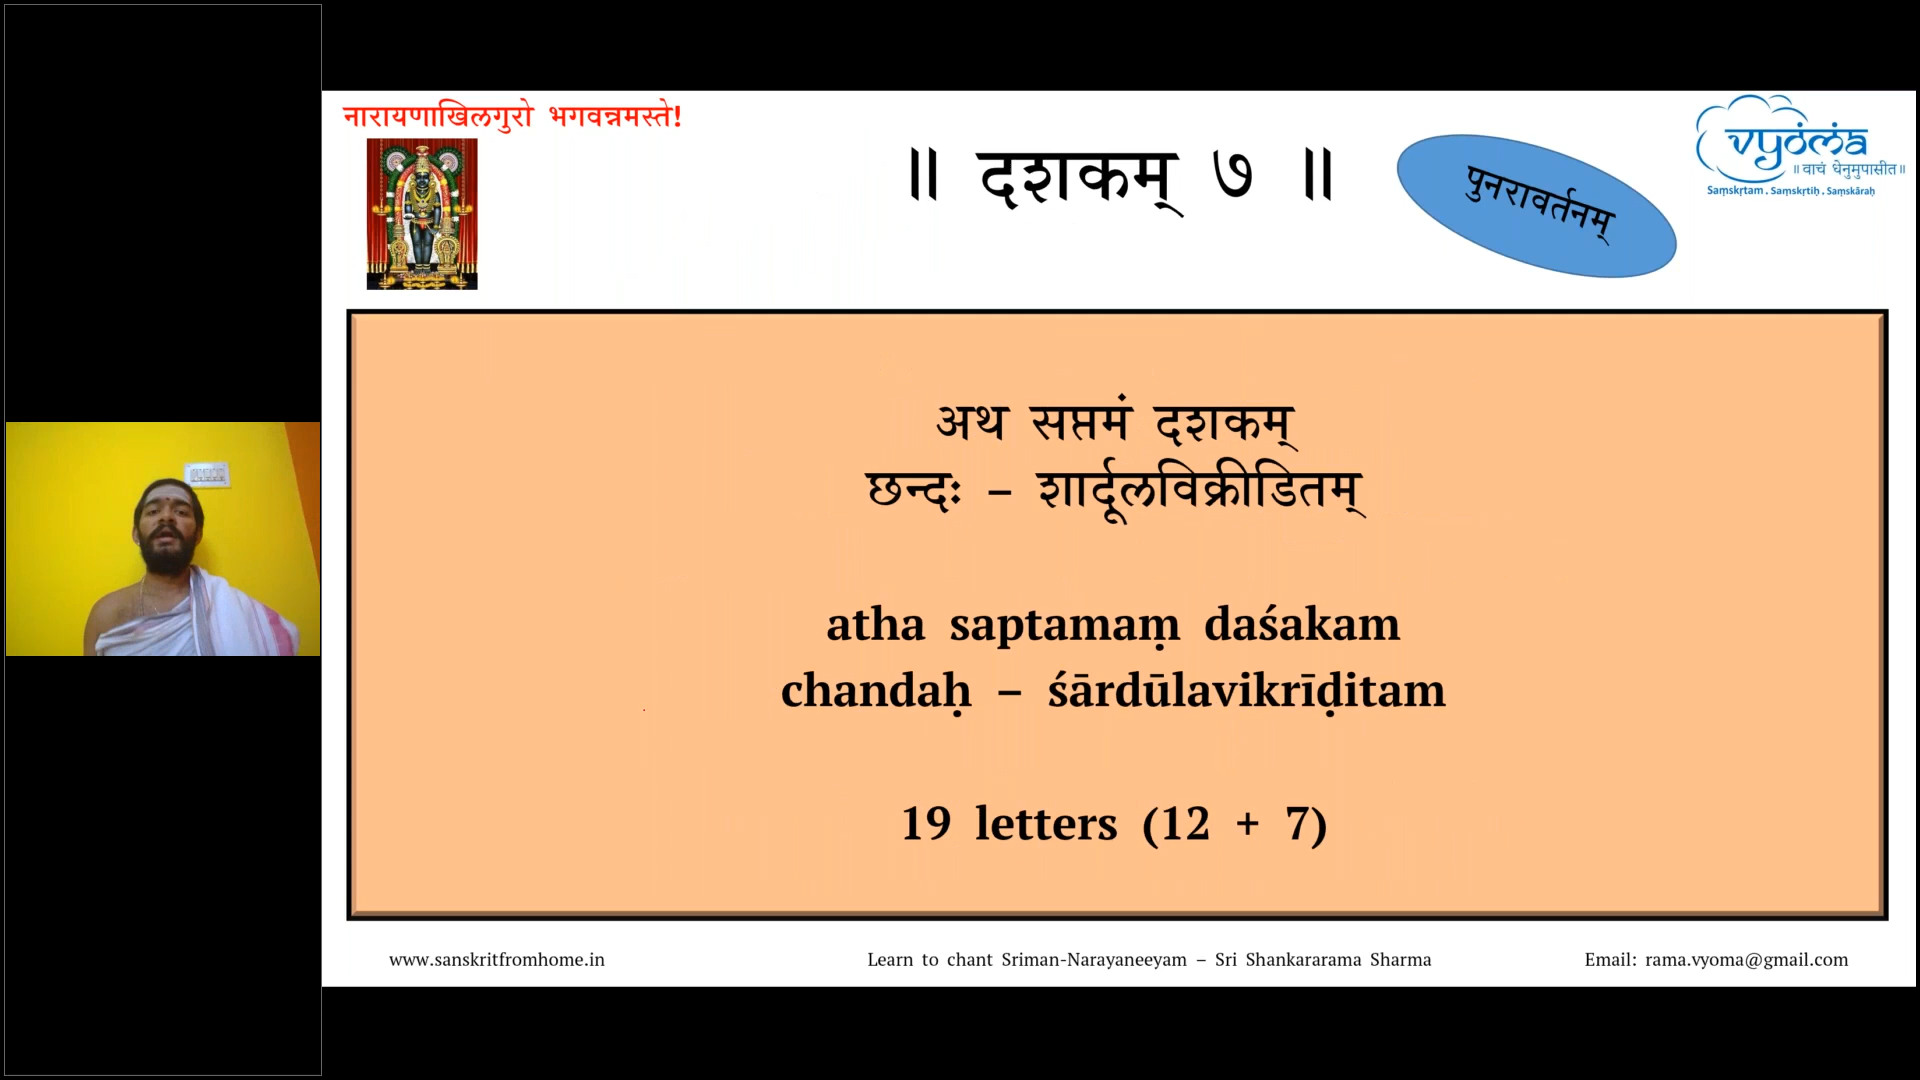 नारायणाखिलगुरो भगवन्नमस्ते!
॥ दशकम् ७ ॥
पुनरावर्तनम्
vyoma
॥वाचं धेनुमुपासीत॥
Saṃskṛtam . Saṃskṛtiḥ . Saṃskāraḥ
अथ सप्तमं दशकम्
छन्दः – शार्दूलविक्रीडितम्
atha saptamaṃ daśakam
chandaḥ – śārdūlavikrīḍitam
19 letters (12 + 7)
www.sanskritfromhome.in
Learn to chant Sriman-Narayaneeyam – Sri Shankararama Sharma
Email: rama.vyoma@gmail.com